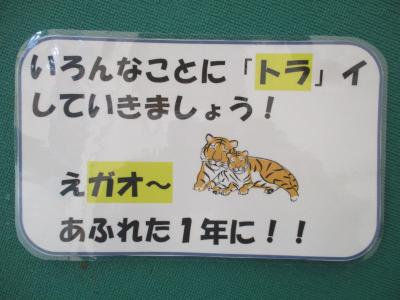 いろんなことに「トラ」イ
していきましょう！
えガオ～
あふれた１年に！！